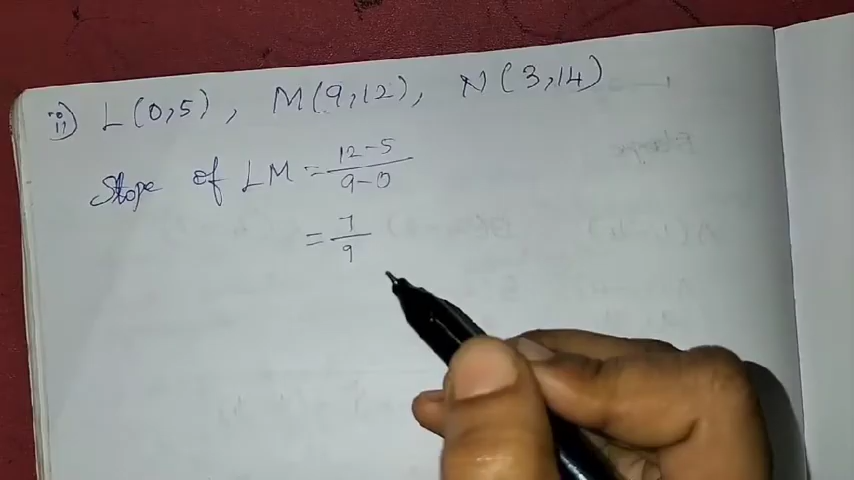 ii) L(0,5), M(9,12), N(3,14)
Slope of LM = 12-5 / 9-0
= 7/9